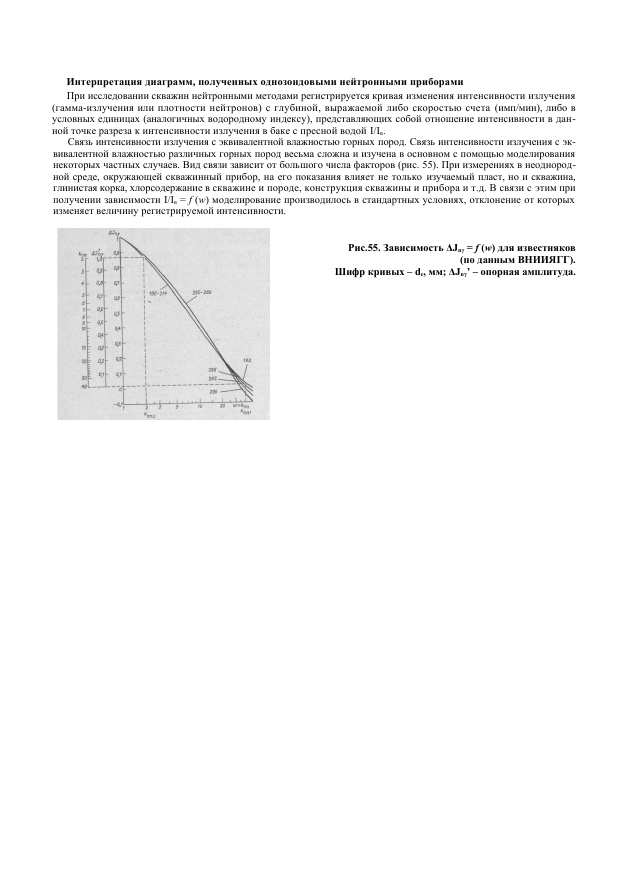 Интерпретация диаграмм, полученных однозондовыми нейтронными приборами
При исследовании скважин нейтронными методами регистрируется кривая изменения интенсивности излучения
(гамма-излучения или плотности нейтронов) с глубиной, выражаемой либо скоростью счета (имп/мин), либо в
условных единицах (аналогичных водородному индексу), представляющих собой отношение интенсивности в дан-
ной точке разреза к интенсивности излучения в баке с пресной водой I/Iв.
Связь интенсивности излучения с эквивалентной влажностью горных пород. Связь интенсивности излучения с эк-
вивалентной влажностью различных горных пород весьма сложна и изучена в основном с помощью моделирования
некоторых частных случаев. Вид связи зависит от большого числа факторов (рис. 55). При измерениях в неоднород-
ной среде, окружающей скважинный прибор, на его показания влияет не только изучаемый пласт, но и скважина,
глинистая корка, хлорсодержание в скважине и породе, конструкция скважины и прибора и т.д. В связи с этим при
получении зависимости I/Iв = f (w) моделирование производилось в стандартных условиях, отклонение от которых
изменяет величину регистрируемой интенсивности.
Рис.55. Зависимость ΔJnγ = f (w) для известняков
(по данным ВНИИЯГГ).
Шифр кривых – dс, мм; ΔJnγ’ – опорная амплитуда.